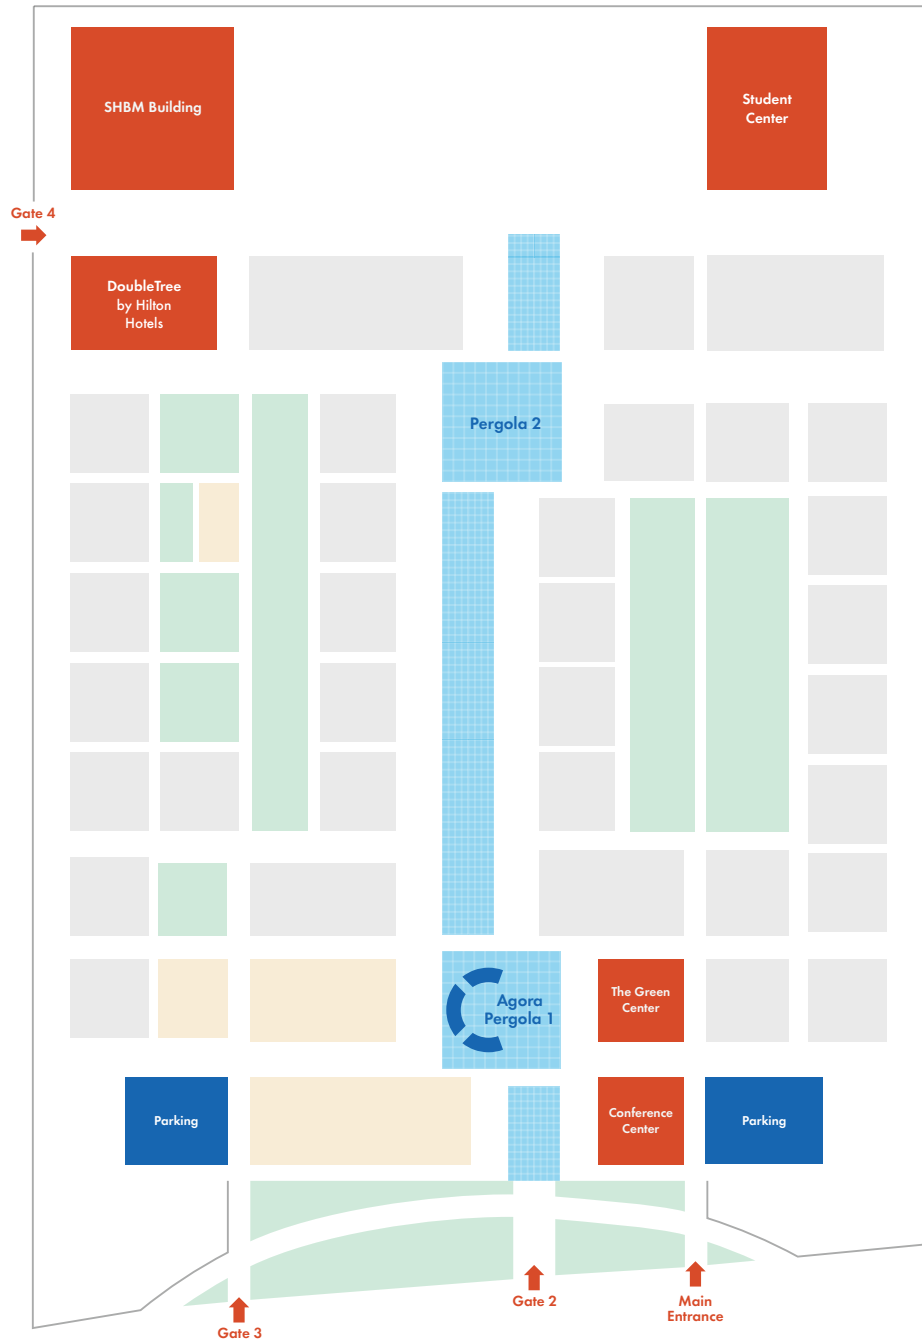 SHBM Building
Student
Center
Gate 4
DoubleTree
by Hilton
Hotels
Pergola 2
Agora
Pergola 1
The Green
Center
Parking
Conference
Center
Parking
Gate 3
Gate 2
Main
Entrance